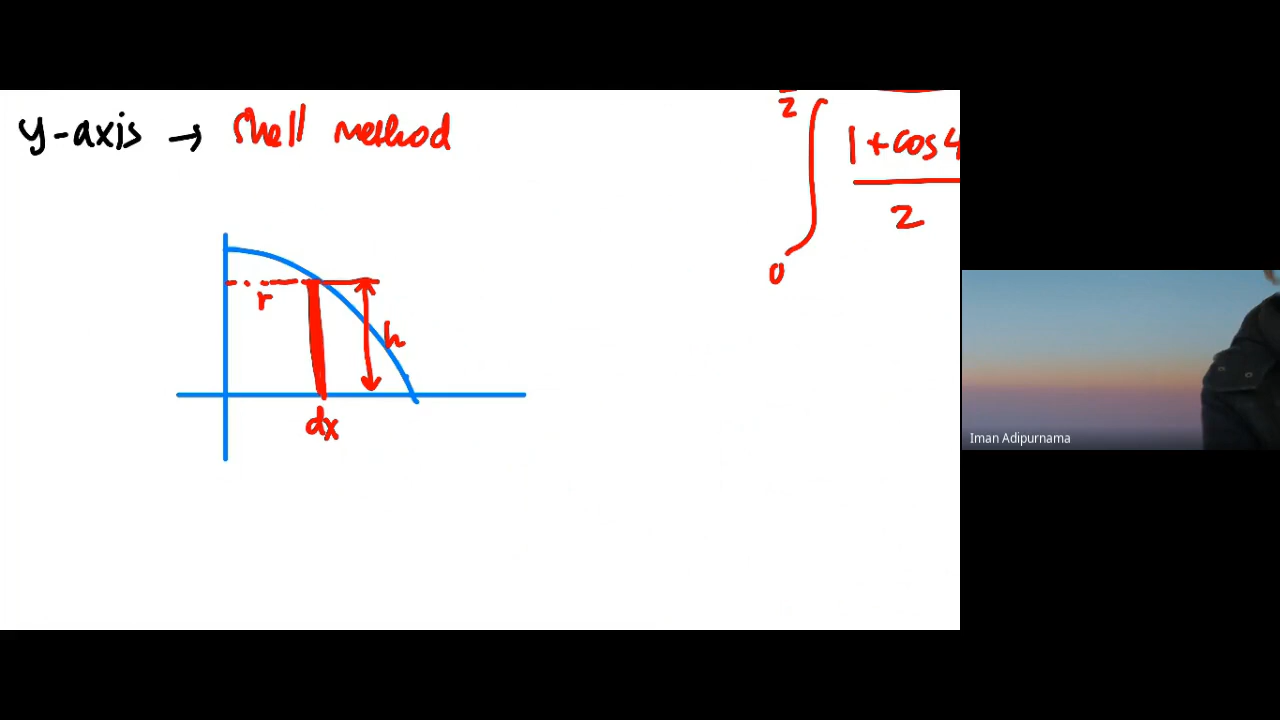 y-axis → shell method
2
∫ 1+cos4
2
0
r
h
dx
Iman Adipurnama